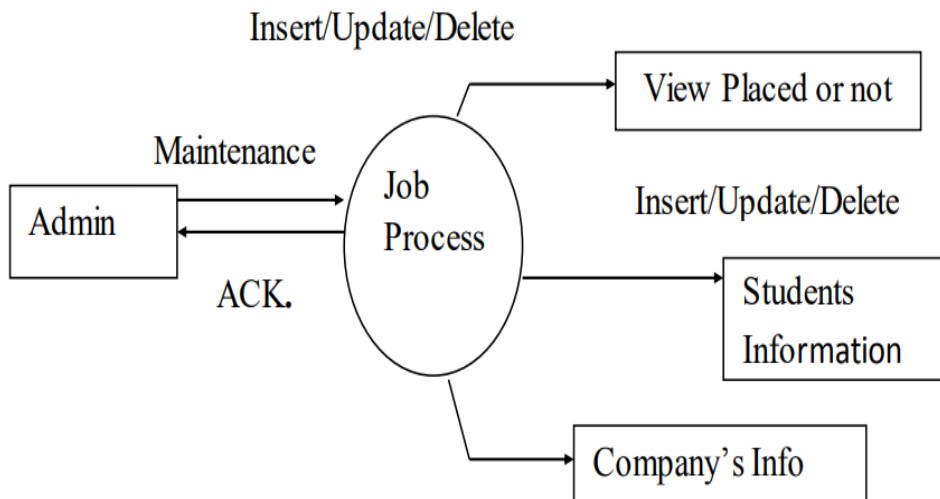 Insert/Update/Delete
View Placed or not
Maintenance
Job
Process
Insert/Update/Delete
Admin
ACK.
Students
Information
Company’s Info